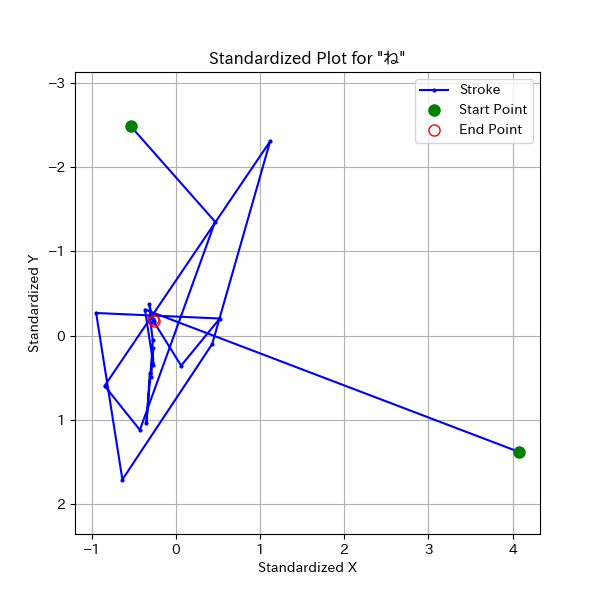 Standardized Plot for "ね"
Stroke
Start Point
End Point
Standardized Y
−3
−2
−1
0
1
2
−1
0
1
2
3
4
Standardized X